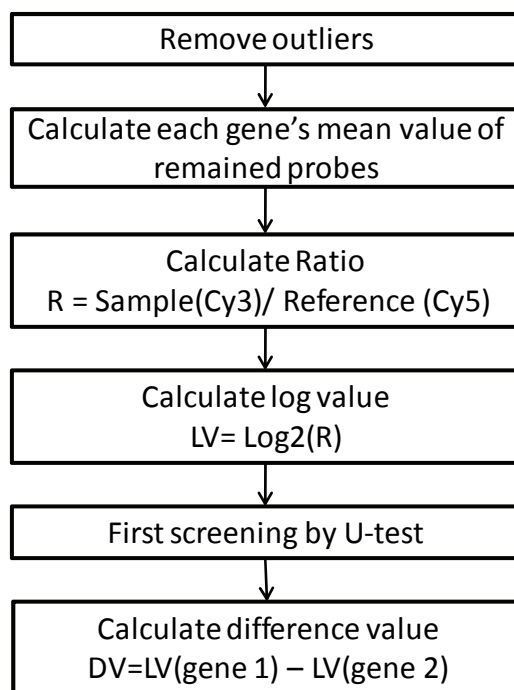 Remove outliers
Calculate each gene's mean value of
remained probes
Calculate Ratio
R = Sample(Cy3)/ Reference (Cy5)
Calculate log value
LV= Log2(R)
First screening by U-test
Calculate difference value
DV=LV(gene 1) – LV(gene 2)